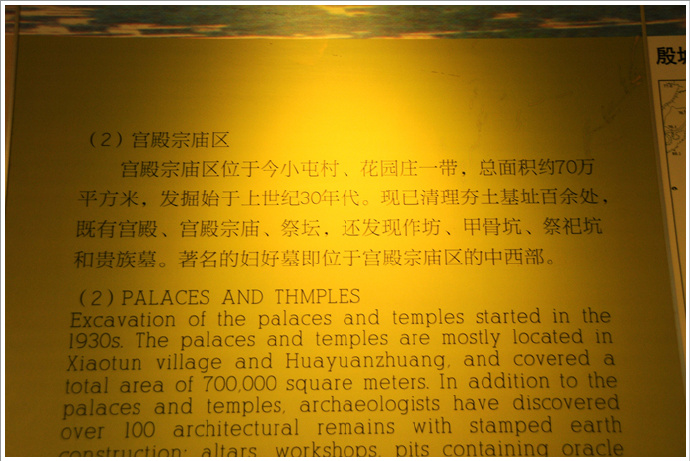 （2）宫殿宗庙区
宫殿宗庙区位于今小屯村、花园庄一带，总面积约70万
平方米，发掘始于上世纪30年代。现已清理夯土基址百余处，
既有宫殿、宫殿宗庙、祭坛，还发现作坊、甲骨坑、祭祀坑
和贵族墓。著名的妇好墓即位于宫殿宗庙区的中西部。
（2）PALACES AND THMPLES
Excavation of the palaces and temples started in the
1930s. The palaces and temples are mostly located in
Xiaotun village and Huayuanzhuang, and covered a
total area of 700,000 square meters. In addition to the
palaces and temples, archaeologists have discovered
over 100 architectural remains with stamped earth
construction: altars, workshops, pits containing oracle
殷